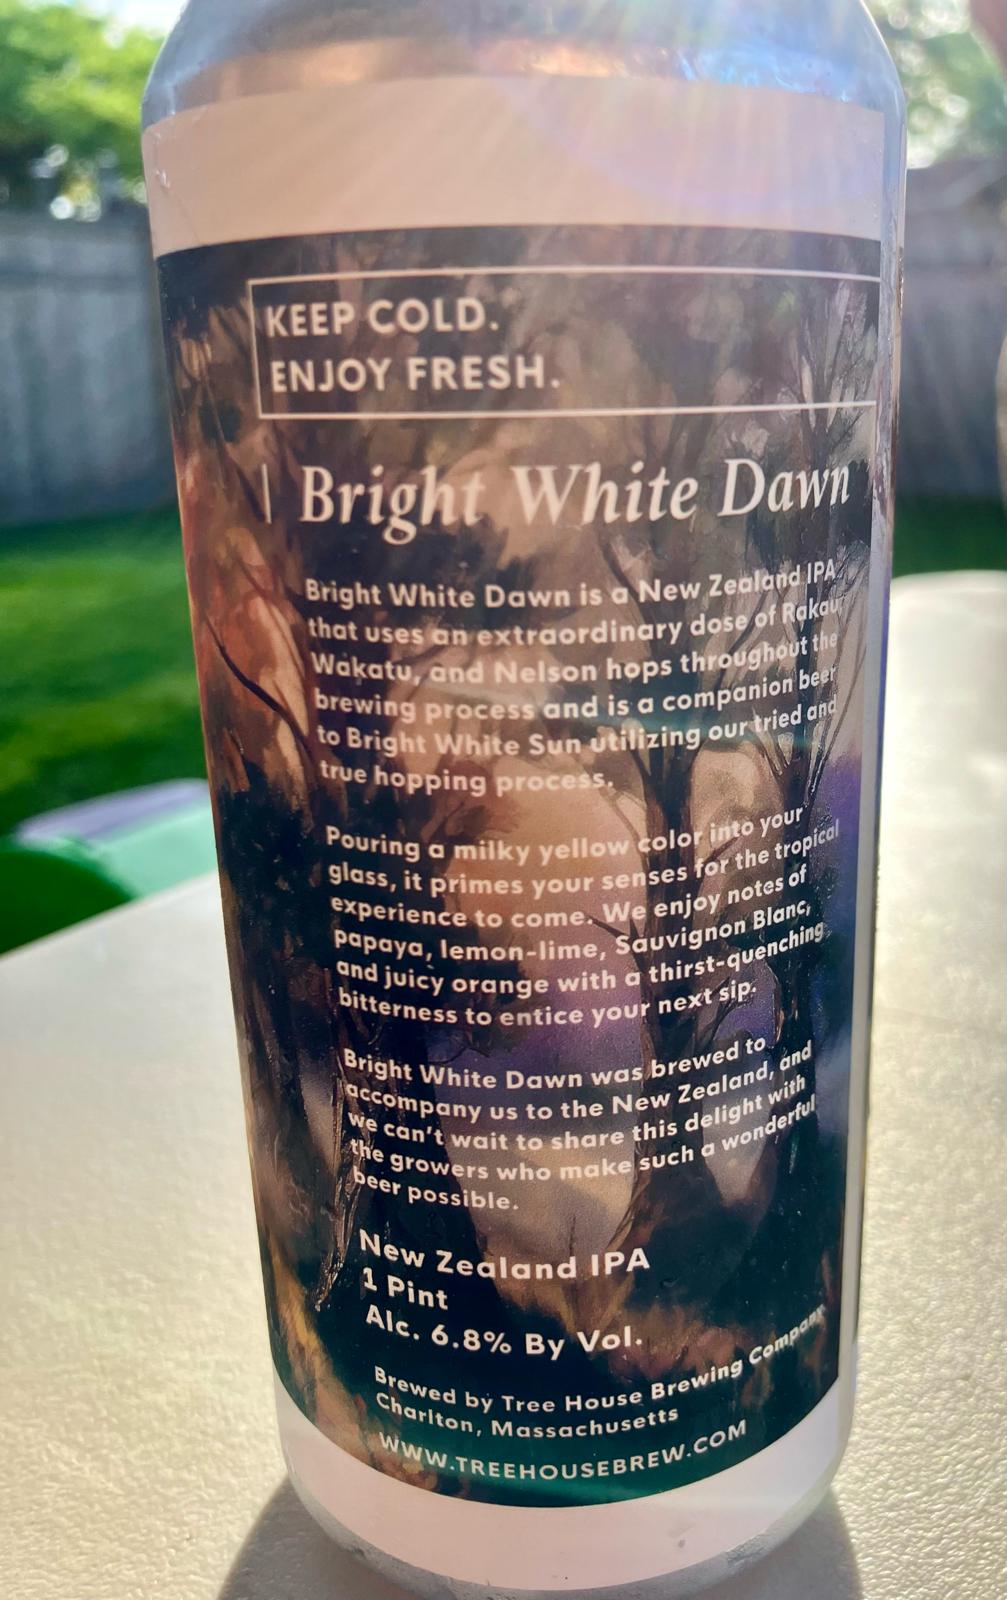 KEEP COLD.
ENJOY FRESH.
Bright White Dawn
Bright White Dawn is a New Zealand IPA
that uses an extraordinary dose of Rakau,
Wakatu, and Nelson hops throughout the
brewing process and is a companion beer
to Bright White Sun utilizing our tried and
true hopping process.
Pouring a milky yellow color into your
glass, it primes your senses for the tropical
experience to come. We enjoy notes of
papaya, lemon-lime, Sauvignon Blanc,
and juicy orange with a thirst-quenching
bitterness to entice your next sip.
Bright White Dawn was brewed to
accompany us to the New Zealand, and
we can't wait to share this delight with
the growers who make such a wonderful
beer possible.
New Zealand IPA
1 Pint
Alc. 6.8% By Vol.
Brewed by Tree House Brewing Company
Charlton, Massachusetts
WWW.TREEHOUSEBREW.COM